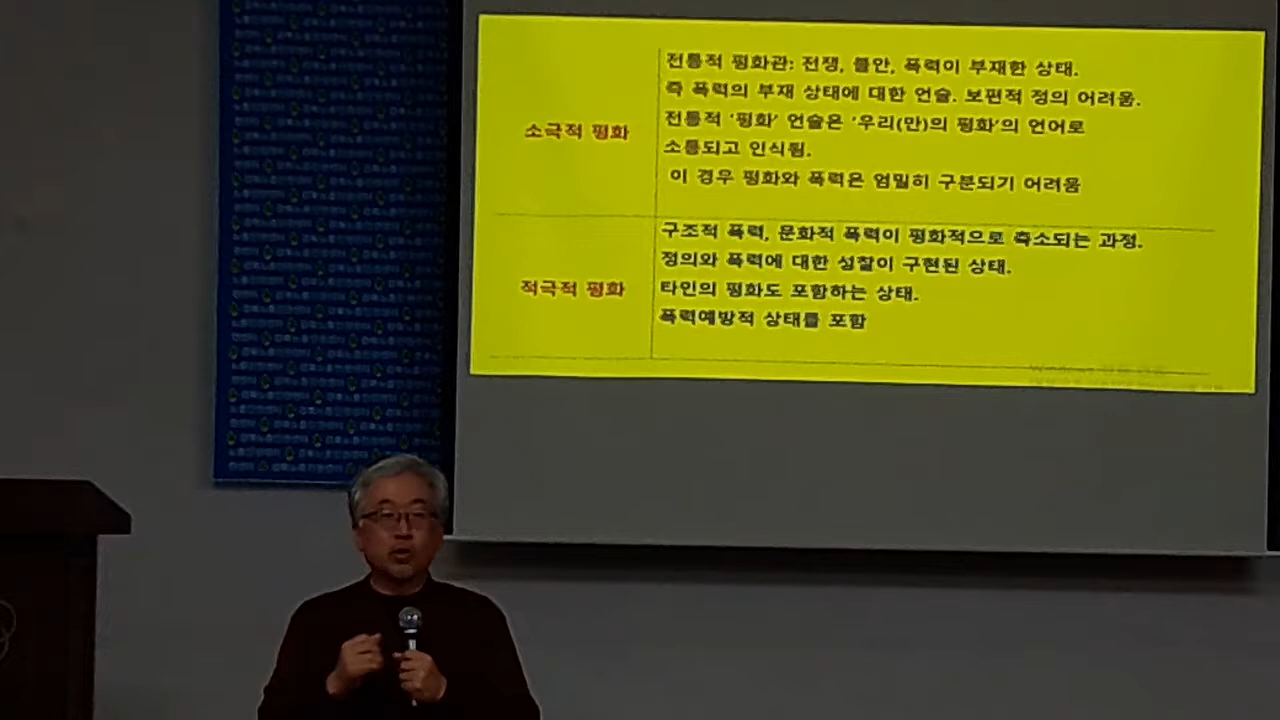 소극적 평화
전통적 평화관: 전쟁, 불안, 폭력이 부재한 상태.
즉 폭력의 부재 상태에 대한 언술. 보편적 정의 어려움.
전통적 '평화' 언술은 '우리(만)의 평화'의 언어로
소통되고 인식됨.
이 경우 평화와 폭력은 엄밀히 구분되기 어려움
적극적 평화
구조적 폭력, 문화적 폭력이 평화적으로 축소되는 과정.
정의와 폭력에 대한 성찰이 구현된 상태.
타인의 평화도 포함하는 상태.
폭력예방적 상태를 포함